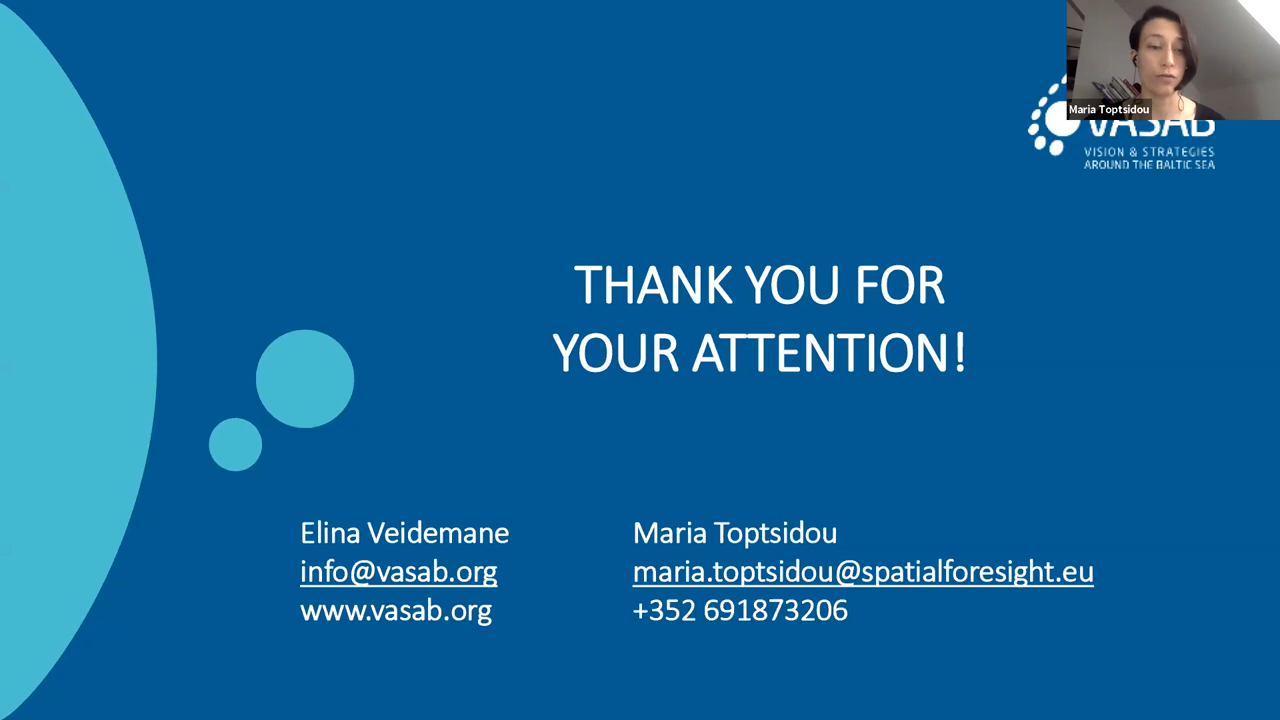 Maria Toptsidou
VASAB
VISION & STRATEGIES
AROUND THE BALTIC SEA
THANK YOU FOR
YOUR ATTENTION!
Elina Veidemane
info@vasab.org
www.vasab.org
Maria Toptsidou
maria.toptsidou@spatialforesight.eu
+352 691873206